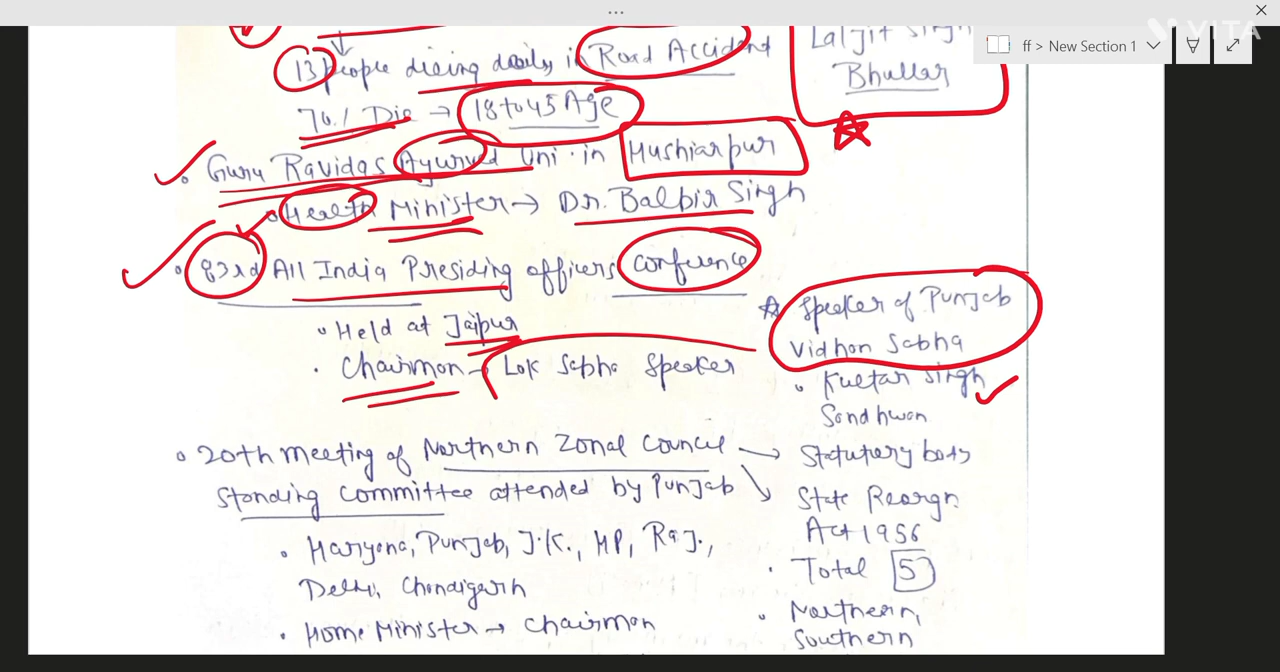 VITA
ff > New Section 1
Laljit Singh
Bhullar
13 people dieing daily in Road Accident
70% Die → 18 to 45 Age
Guru Ravidas Ayurved Uni. in Hushiarpur
Health Minister → Dr. Balbir Singh
83rd All India Presiding officers conference
Held at Jaipur
Chairman → Lok Sabha Speaker
Speaker of Punjab
Vidhan Sabha
Kultar Singh
Sandhwan
20th meeting of Northern Zonal Council → Statutery body
Standing Committee attended by Punjab
State Reorgn.
Act 1956
Haryana, Punjab, J.K., HP, Raj.,
Delhi, Chandigarh
Total 5
Home Minister → Chairman
Northern,
Southern